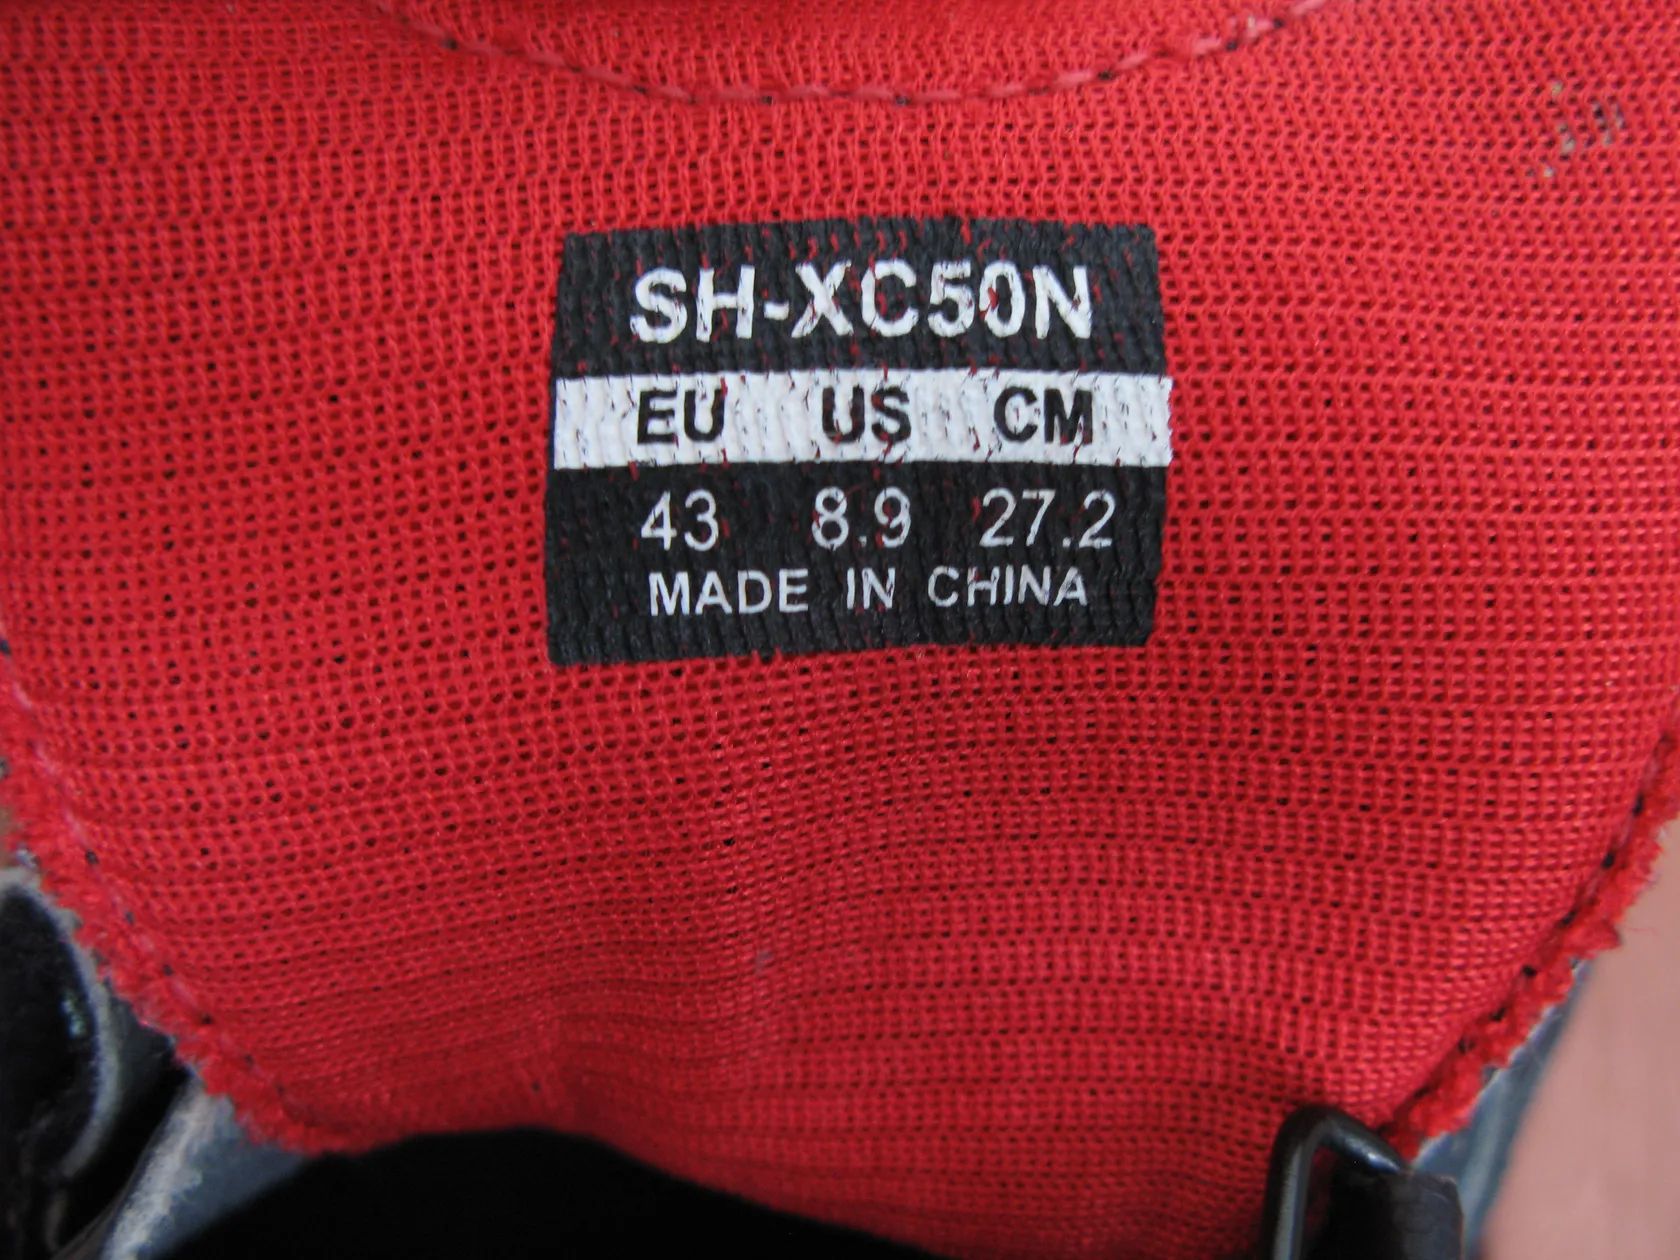 SH-XC50N
EU US CM
43 8.9 27.2
MADE IN CHINA